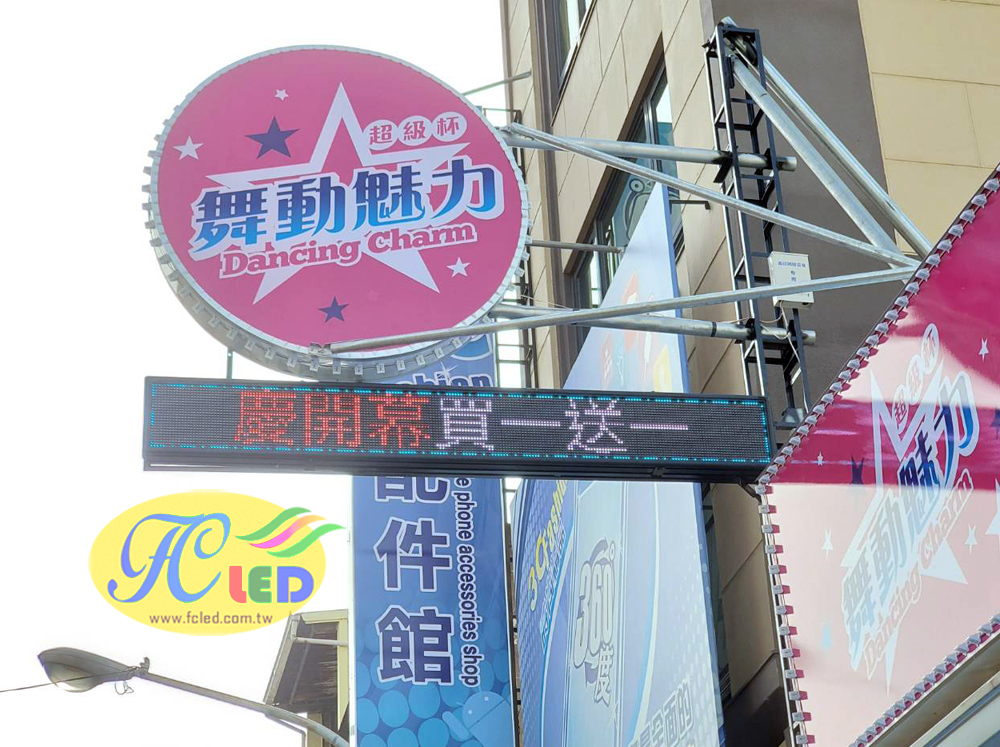 超級杯
舞動魅力
Dancing Charm
慶開幕買一送一
配件館
phone accessories shop
360度
FC LED
www.fcled.com.tw
超級杯
舞動魅力
Dancing Charm